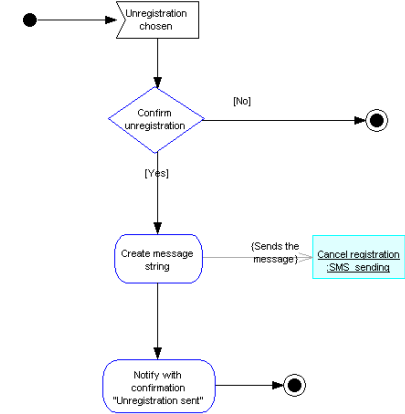 Unregistration
chosen
Confirm
unregistration
[No]
[Yes]
Create message
string
{Sends the
message}
Cancel registration
:SMS_sending
Notify with
confirmation
"Unregistration sent"